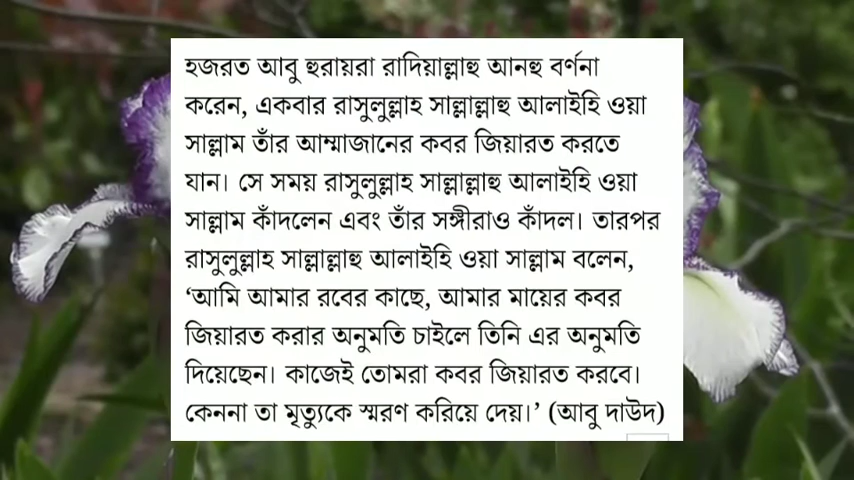 হজরত আবু হুরায়রা রাদিয়াল্লাহু আনহু বর্ণনা
করেন, একবার রাসুলুল্লাহ সাল্লাল্লাহু আলাইহি ওয়া
সাল্লাম তাঁর আম্মাজানের কবর জিয়ারত করতে
যান। সে সময় রাসুলুল্লাহ সাল্লাল্লাহু আলাইহি ওয়া
সাল্লাম কাঁদলেন এবং তাঁর সঙ্গীরাও কাঁদল। তারপর
রাসুলুল্লাহ সাল্লাল্লাহু আলাইহি ওয়া সাল্লাম বলেন,
‘আমি আমার রবের কাছে, আমার মায়ের কবর
জিয়ারত করার অনুমতি চাইলে তিনি এর অনুমতি
দিয়েছেন। কাজেই তোমরা কবর জিয়ারত করবে।
কেননা তা মৃত্যুকে স্মরণ করিয়ে দেয়।’ (আবু দাউদ)